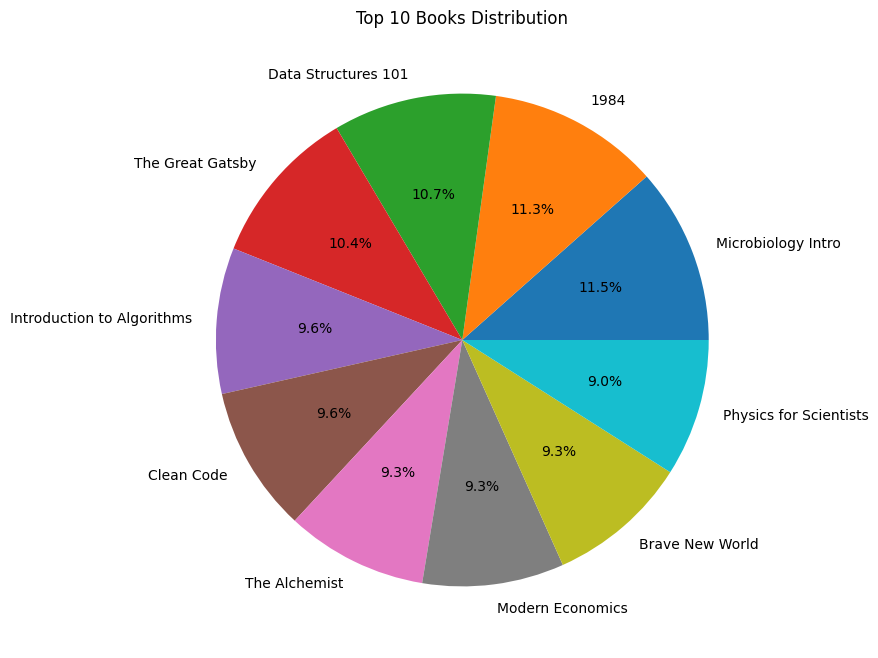 Top 10 Books Distribution
Data Structures 101
1984
The Great Gatsby
10.7%
11.3%
10.4%
Microbiology Intro
11.5%
Introduction to Algorithms
9.6%
9.0%
9.6%
Physics for Scientists
9.3%
Clean Code
9.3%
9.3%
Brave New World
The Alchemist
Modern Economics